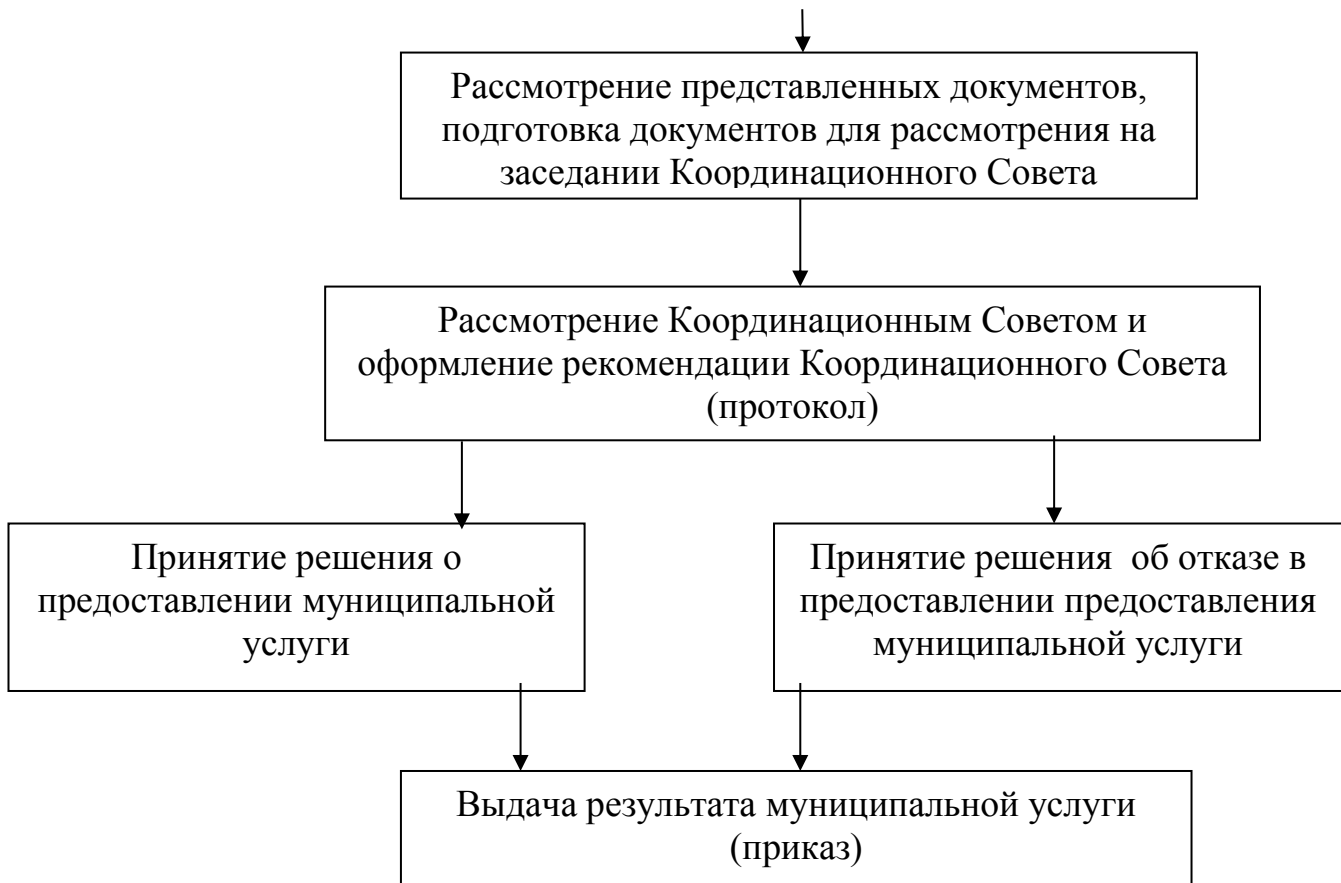 Рассмотрение представленных документов,
подготовка документов для рассмотрения на
заседании Координационного Совета
Рассмотрение Координационным Советом и
оформление рекомендации Координационного Совета
(протокол)
Принятие решения о
предоставлении муниципальной
услуги
Принятие решения  об отказе в
предоставлении предоставления
муниципальной услуги
Выдача результата муниципальной услуги
(приказ)